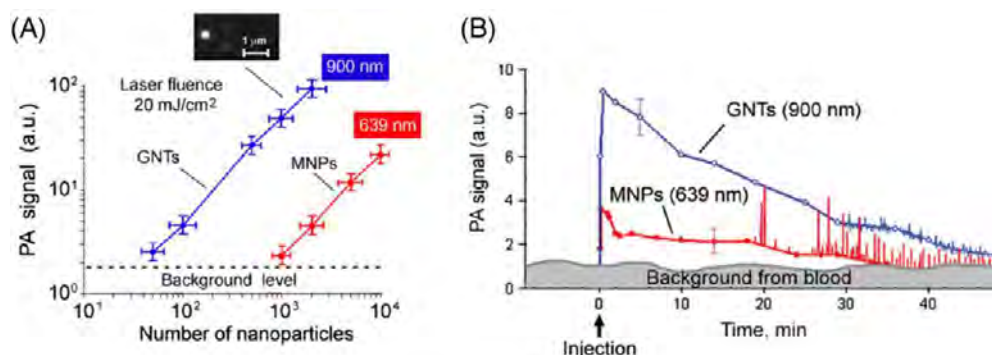 (A)
1 μm
900 nm
Laser fluence
20 mJ/cm²
639 nm
GNTs
MNPs
PA signal (a.u.)
10²
10¹
10⁰
Background level
10¹ 10² 10³ 10⁴
Number of nanoparticles
(B)
PA signal (a.u.)
10
8
6
4
2
0
GNTs (900 nm)
MNPs (639 nm)
Background from blood
0 10 20 30 40
Time, min
Injection